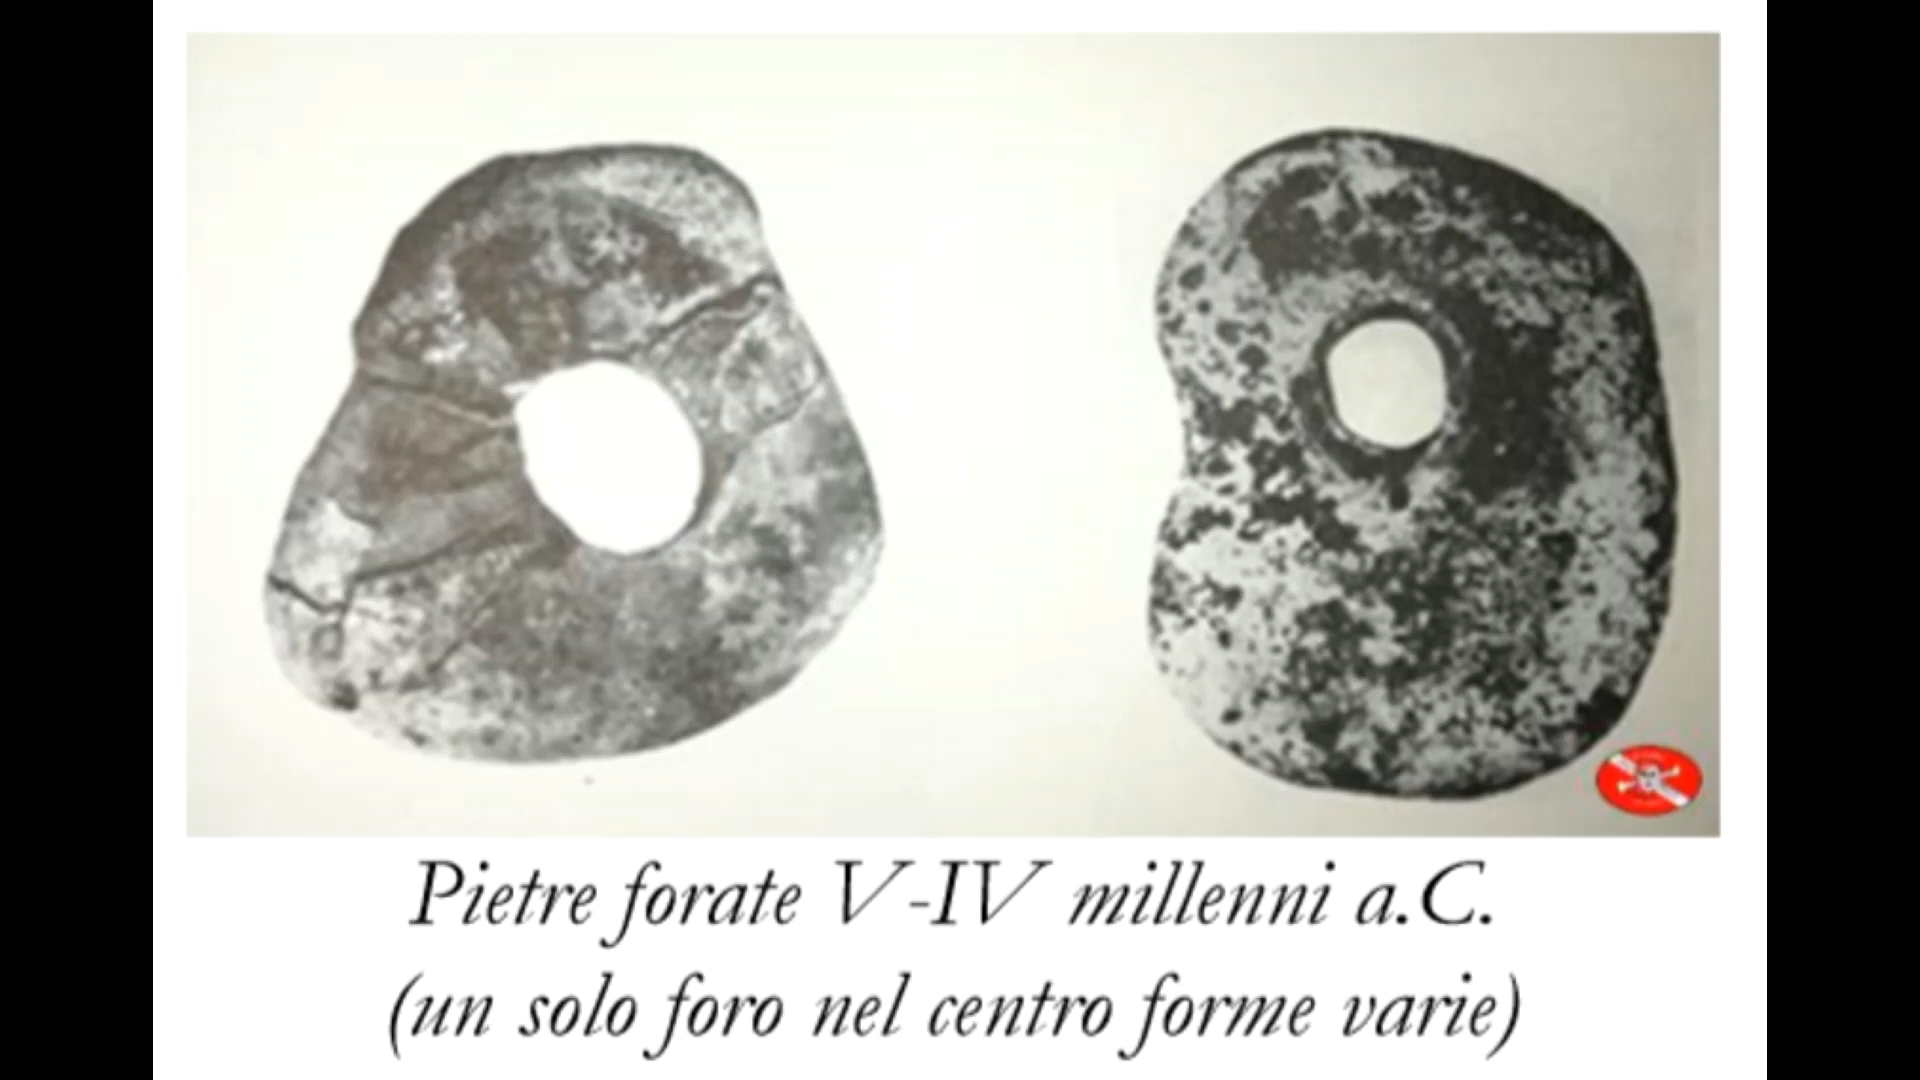 Pietre forate V-IV millenni a.C.
(un solo foro nel centro forme varie)